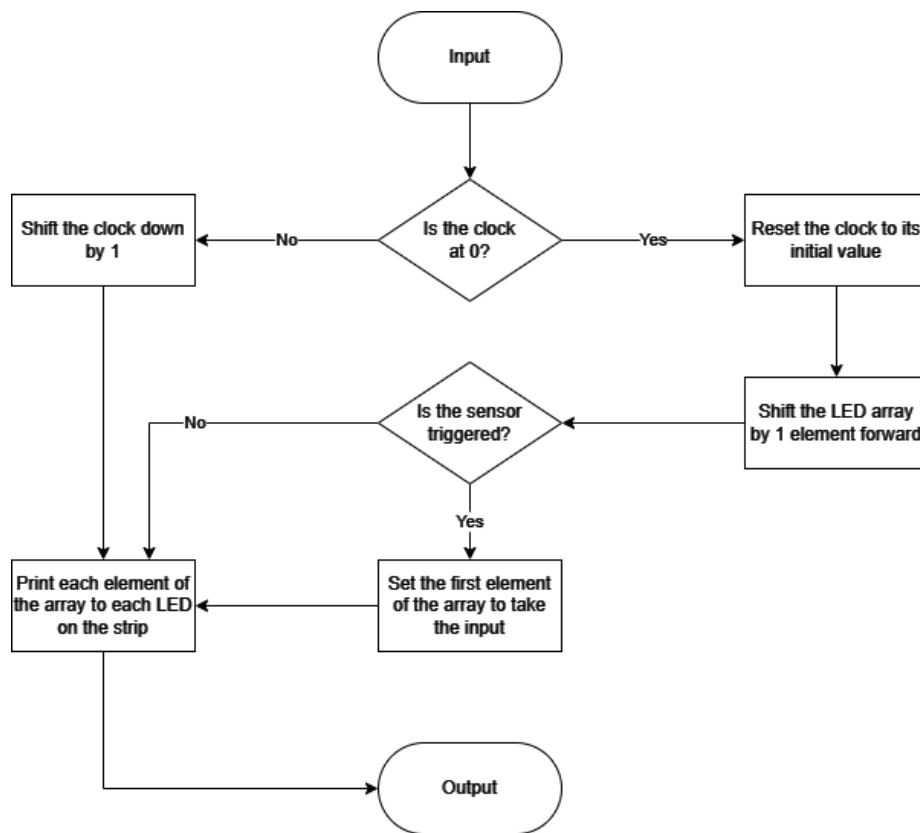 Input
Is the clock
at 0?
No
Shift the clock down
by 1
Yes
Reset the clock to its
initial value
Shift the LED array
by 1 element forward
Is the sensor
triggered?
No
Yes
Set the first element
of the array to take
the input
Print each element of
the array to each LED
on the strip
Output